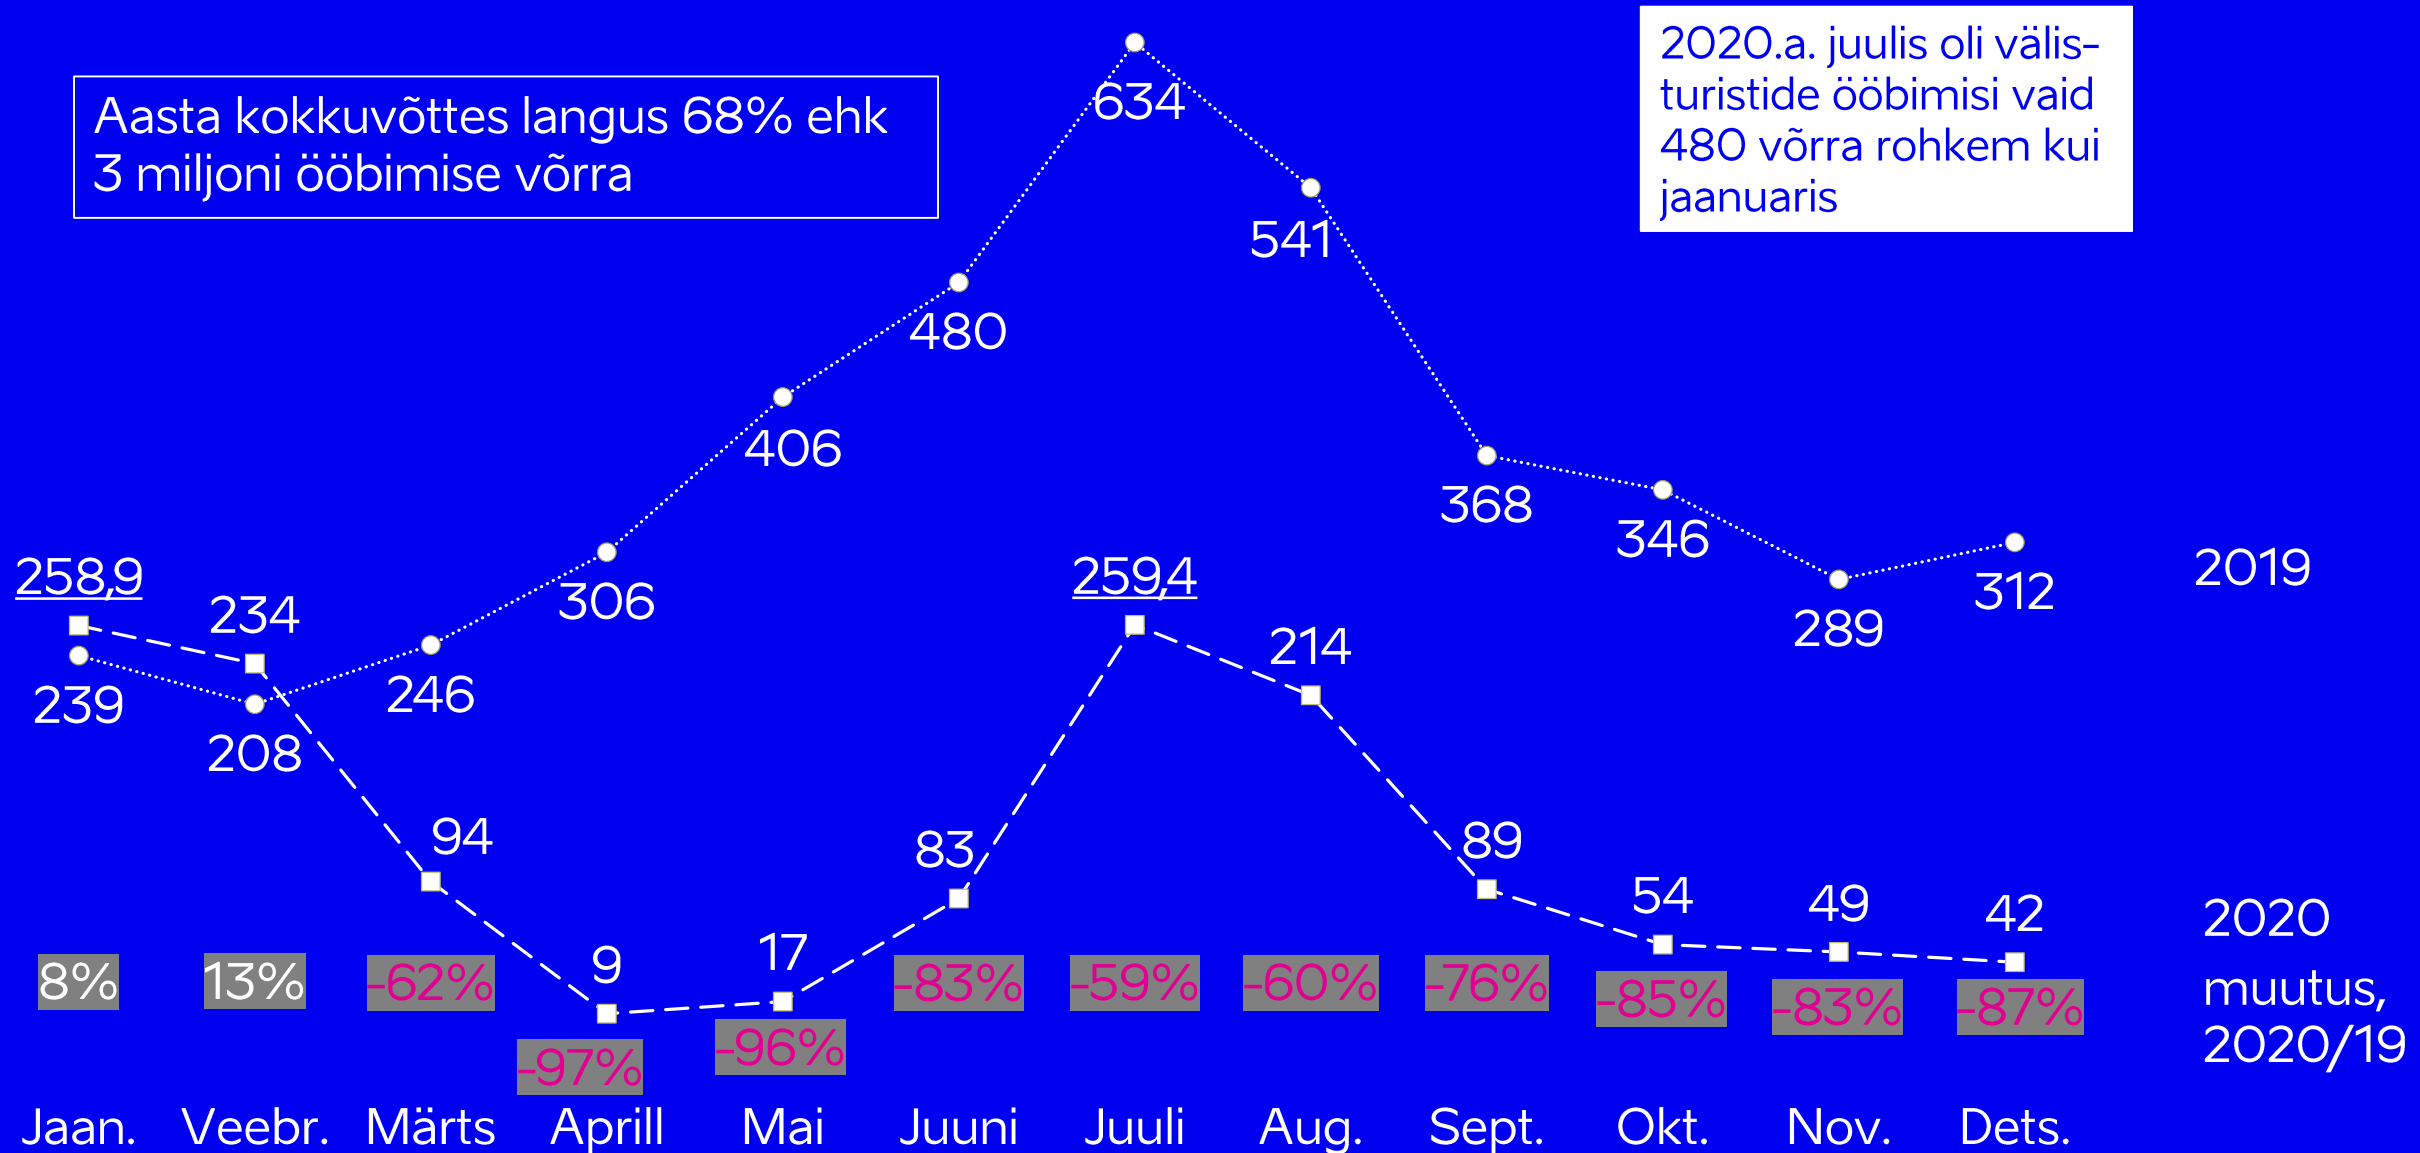 Aasta kokkuvõttes langus 68% ehk
3 miljoni ööbimise võrra
2020.a. juulis oli välis-
turistide ööbimisi vaid
480 võrra rohkem kui
jaanuaris
239
208
246
306
406
480
634
541
368
346
289
312
2019
258,9
234
94
9
17
83
259,4
214
89
54
49
42
2020
8%
13%
-62%
-97%
-96%
-83%
-59%
-60%
-76%
-85%
-83%
-87%
muutus,
2020/19
Jaan.
Veebr.
Märts
Aprill
Mai
Juuni
Juuli
Aug.
Sept.
Okt.
Nov.
Dets.